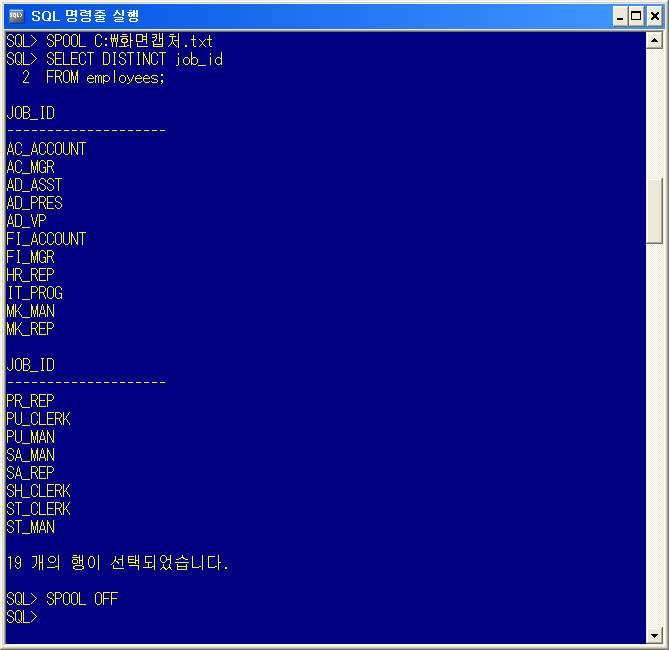 SQL 명령줄 실행
SQL> SPOOL C:₩화면캡처.txt
SQL> SELECT DISTINCT job_id
  2  FROM employees;

JOB_ID
--------------------
AC_ACCOUNT
AC_MGR
AD_ASST
AD_PRES
AD_VP
FI_ACCOUNT
FI_MGR
HR_REP
IT_PROG
MK_MAN
MK_REP

JOB_ID
--------------------
PR_REP
PU_CLERK
PU_MAN
SA_MAN
SA_REP
SH_CLERK
ST_CLERK
ST_MAN

19 개의 행이 선택되었습니다.

SQL> SPOOL OFF
SQL>